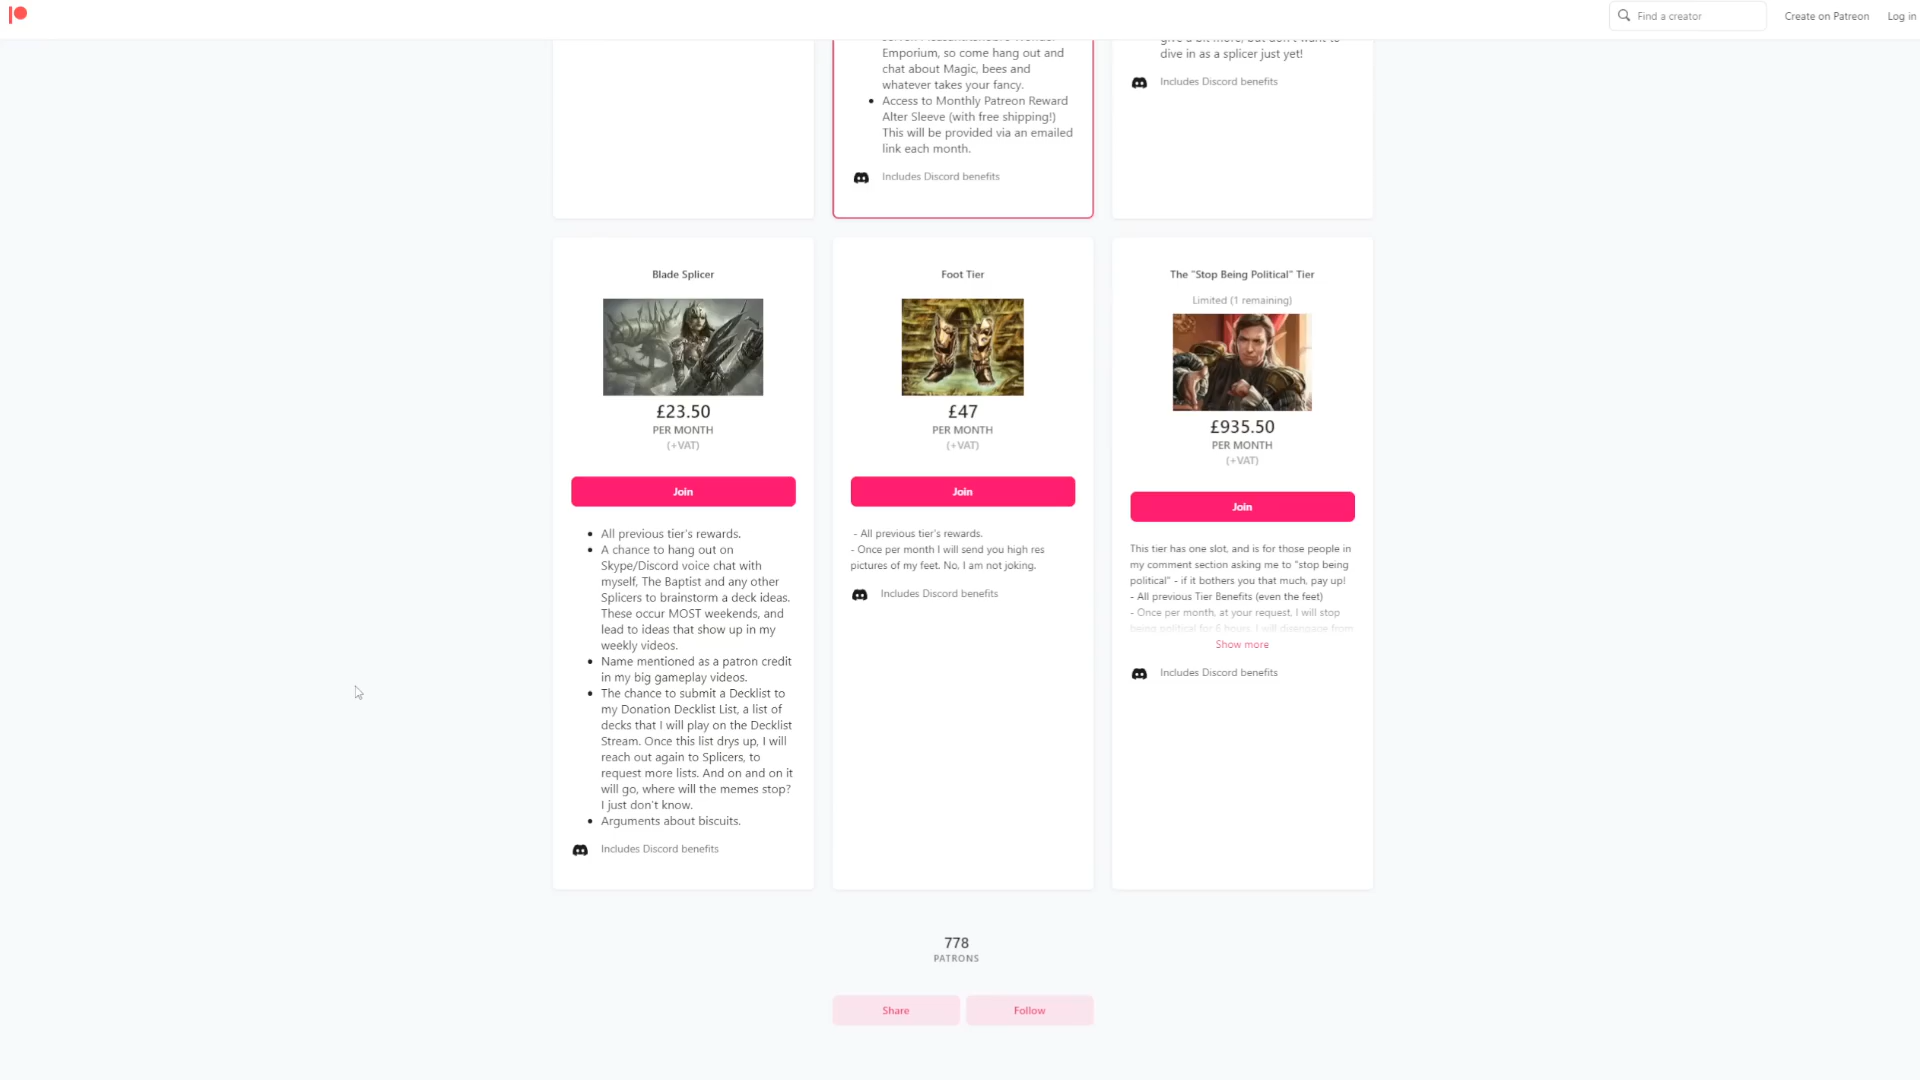 Find a creator
Create on Patreon
Log in
Emporium, so come hang out and
chat about Magic, bees and
whatever takes your fancy.
Access to Monthly Patreon Reward
Alter Sleeve (with free shipping!)
This will be provided via an emailed
link each month.
Includes Discord benefits
dive in as a splicer just yet!
Includes Discord benefits
Blade Splicer
£23.50
PER MONTH
(+VAT)
Join
All previous tier's rewards.
A chance to hang out on
Skype/Discord voice chat with
myself, The Baptist and any other
Splicers to brainstorm a deck ideas.
These occur MOST weekends, and
lead to ideas that show up in my
weekly videos.
Name mentioned as a patron credit
in my big gameplay videos.
The chance to submit a Decklist to
my Donation Decklist List, a list of
decks that I will play on the Decklist
Stream. Once this list drys up, I will
reach out again to Splicers, to
request more lists. And on and on it
will go, where will the memes stop?
I just don't know.
Arguments about biscuits.
Includes Discord benefits
Foot Tier
£47
PER MONTH
(+VAT)
Join
- All previous tier's rewards.
- Once per month I will send you high res
pictures of my feet. No, I am not joking.
Includes Discord benefits
The "Stop Being Political" Tier
Limited (1 remaining)
£935.50
PER MONTH
(+VAT)
Join
This tier has one slot, and is for those people in
my comment section asking me to "stop being
political" - if it bothers you that much, pay up!
- All previous Tier Benefits (even the feet)
- Once per month, at your request, I will stop
being political for 6 hours. I will disengage from
Show more
Includes Discord benefits
778
PATRONS
Share
Follow